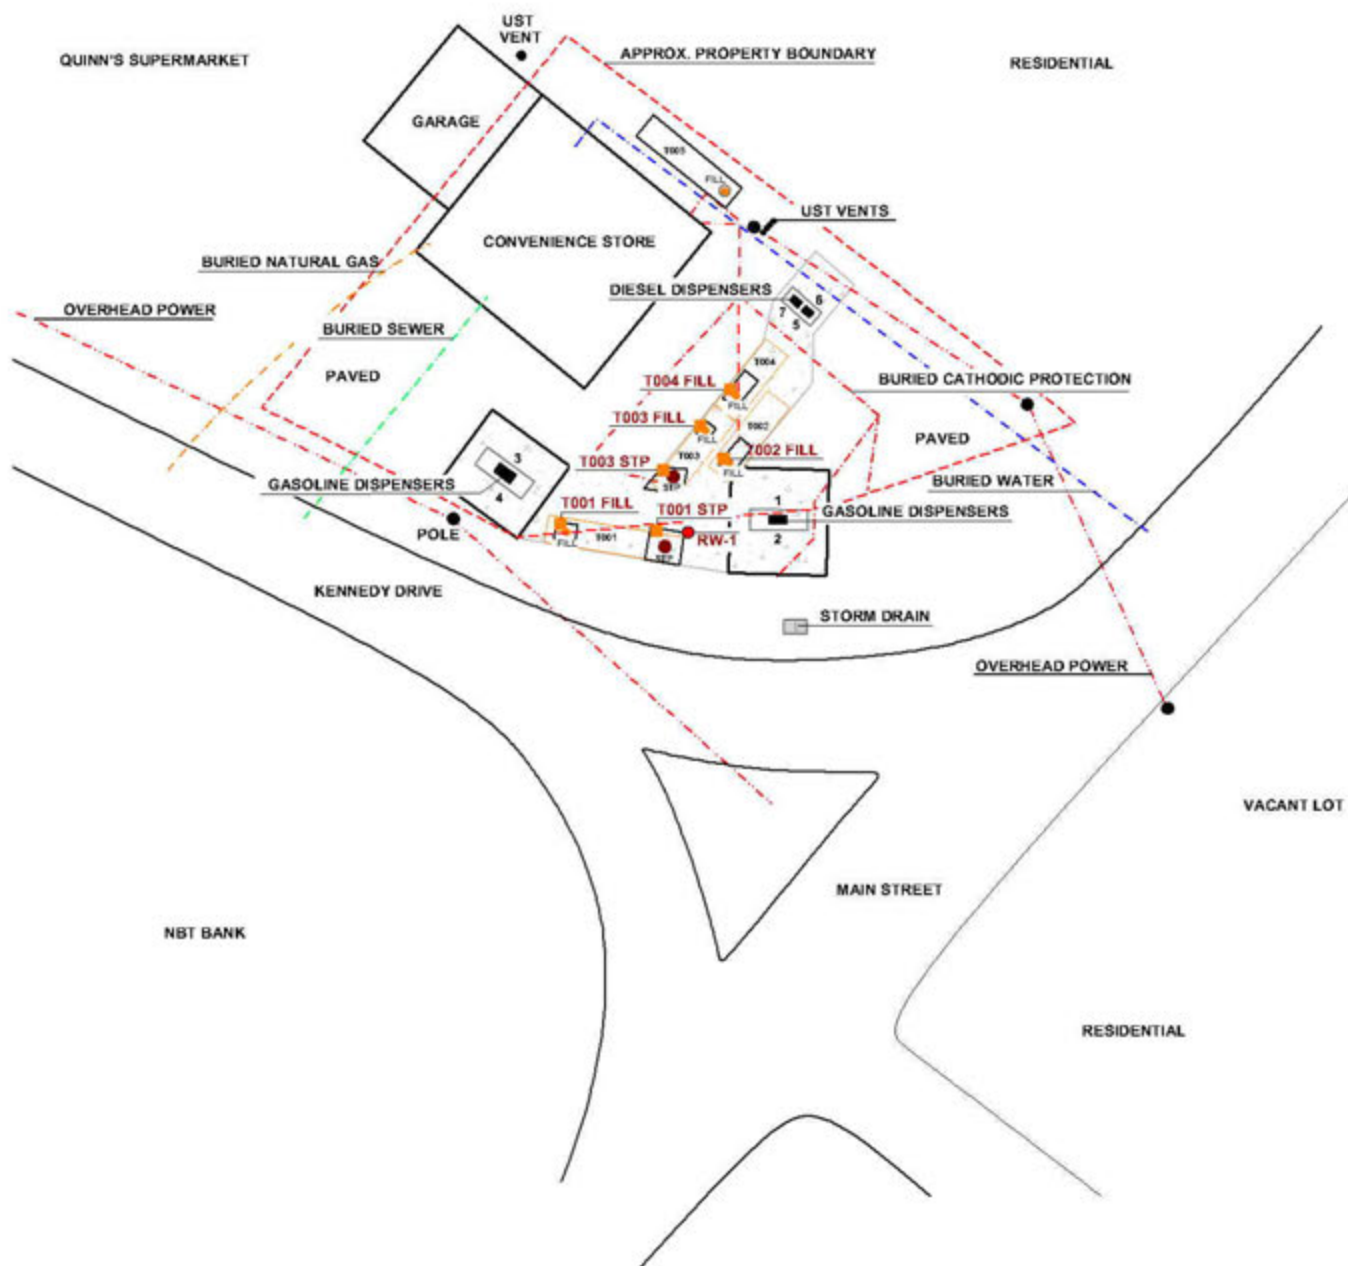 UST
VENT
QUINN'S SUPERMARKET
APPROX. PROPERTY BOUNDARY
RESIDENTIAL
GARAGE
T005
FILL
UST VENTS
CONVENIENCE STORE
BURIED NATURAL GAS
DIESEL DISPENSERS
6
7
5
OVERHEAD POWER
BURIED SEWER
PAVED
T004
T004 FILL
FILL
BURIED CATHODIC PROTECTION
T003 FILL
FILL
T002
PAVED
T003
T002 FILL
FILL
T003 STP
STP
3
4
GASOLINE DISPENSERS
BURIED WATER
T001 FILL
FILL
T001
T001 STP
STP
RW-1
1
2
GASOLINE DISPENSERS
POLE
KENNEDY DRIVE
STORM DRAIN
OVERHEAD POWER
VACANT LOT
MAIN STREET
NBT BANK
RESIDENTIAL